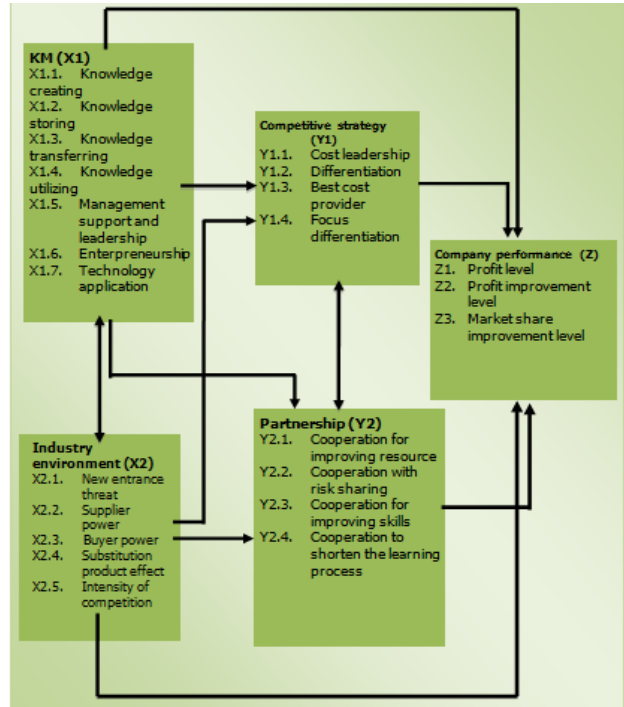 KM (X1)
X1.1. Knowledge
creating
X1.2. Knowledge
storing
X1.3. Knowledge
transferring
X1.4. Knowledge
utilizing
X1.5. Management
support and
leadership
X1.6. Enterpreneurship
X1.7. Technology
application
Competitive strategy
(Y1)
Y1.1. Cost leadership
Y1.2. Differentiation
Y1.3. Best cost
provider
Y1.4. Focus
differentiation
Company performance (Z)
Z1. Profit level
Z2. Profit improvement
level
Z3. Market share
improvement level
Industry
environment (X2)
X2.1. New entrance
threat
X2.2. Supplier
power
X2.3. Buyer power
X2.4. Substitution
product effect
X2.5. Intensity of
competition
Partnership (Y2)
Y2.1. Cooperation for
improving resource
Y2.2. Cooperation with
risk sharing
Y2.3. Cooperation for
improving skills
Y2.4. Cooperation to
shorten the learning
process